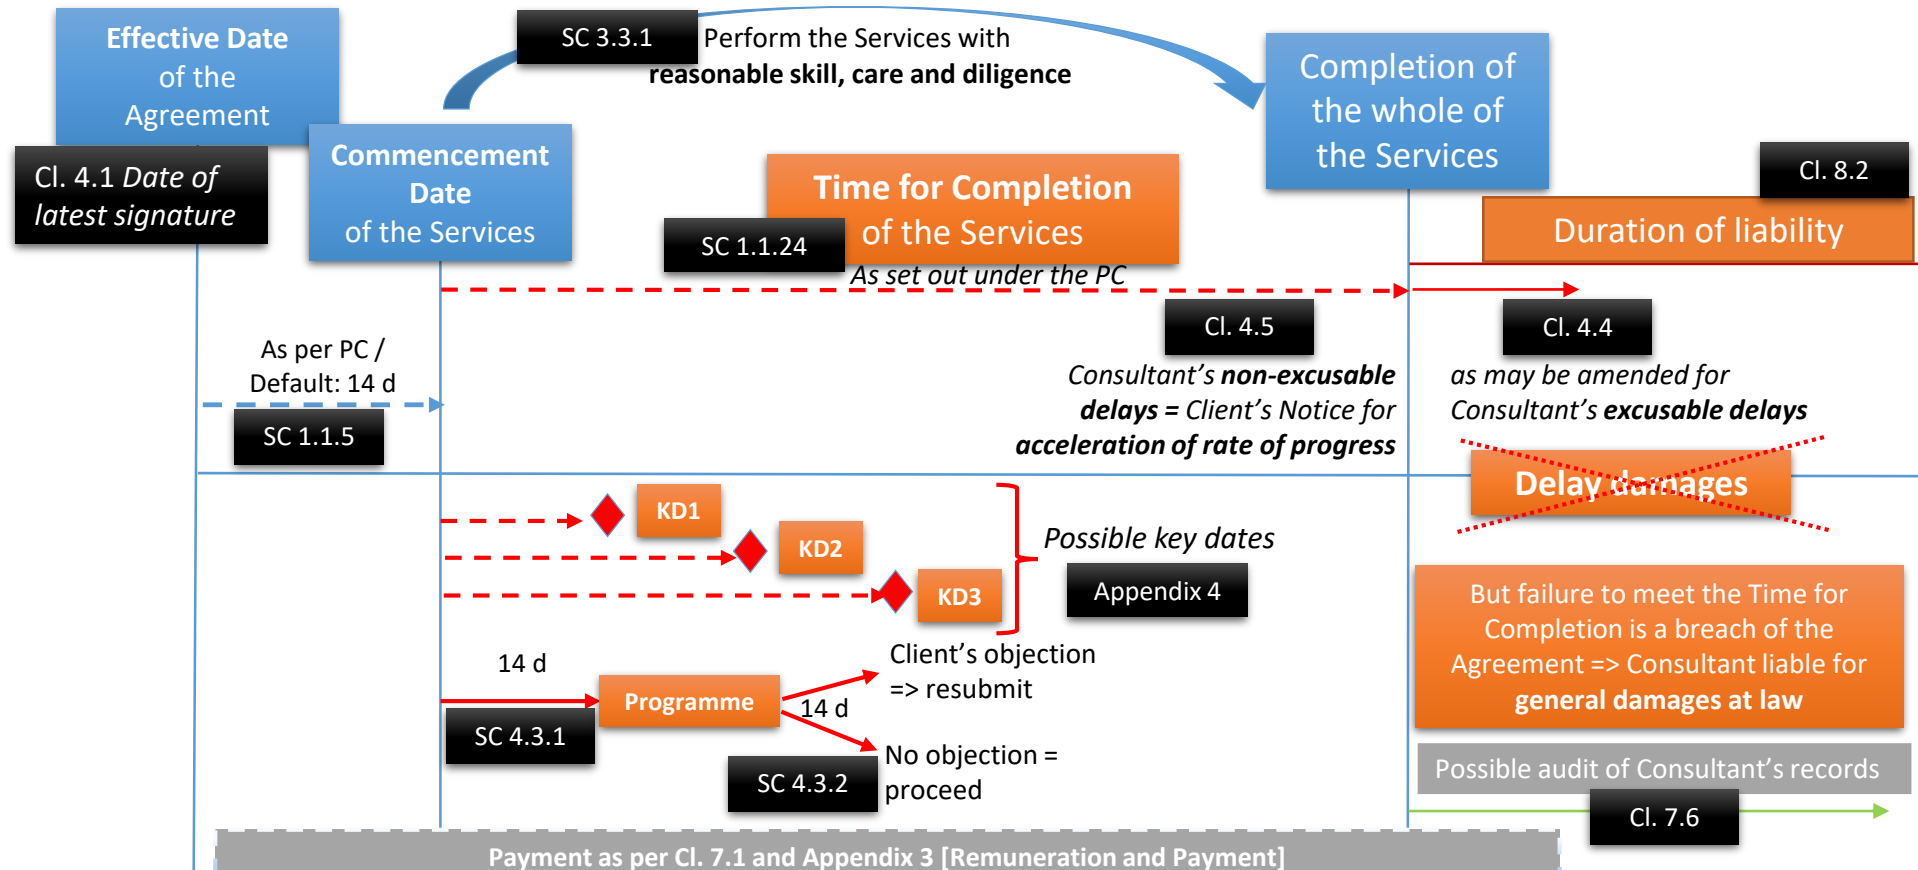 Effective Date
of the
Agreement
Cl. 4.1 Date of
latest signature
Commencement
Date
of the Services
SC 3.3.1
Perform the Services with
reasonable skill, care and diligence
Completion of
the whole of
the Services
Time for Completion
of the Services
SC 1.1.24
As set out under the PC
Cl. 8.2
Duration of liability
Cl. 4.5
Cl. 4.4
As per PC /
Default: 14 d
SC 1.1.5
Consultant’s non-excusable
delays = Client’s Notice for
acceleration of rate of progress
as may be amended for
Consultant’s excusable delays
Delay damages
KD1
KD2
KD3
Possible key dates
Appendix 4
But failure to meet the Time for
Completion is a breach of the
Agreement => Consultant liable for
general damages at law
14 d
SC 4.3.1
Programme
14 d
SC 4.3.2
Client’s objection
=> resubmit
No objection =
proceed
Possible audit of Consultant’s records
Cl. 7.6
Payment as per Cl. 7.1 and Appendix 3 [Remuneration and Payment]